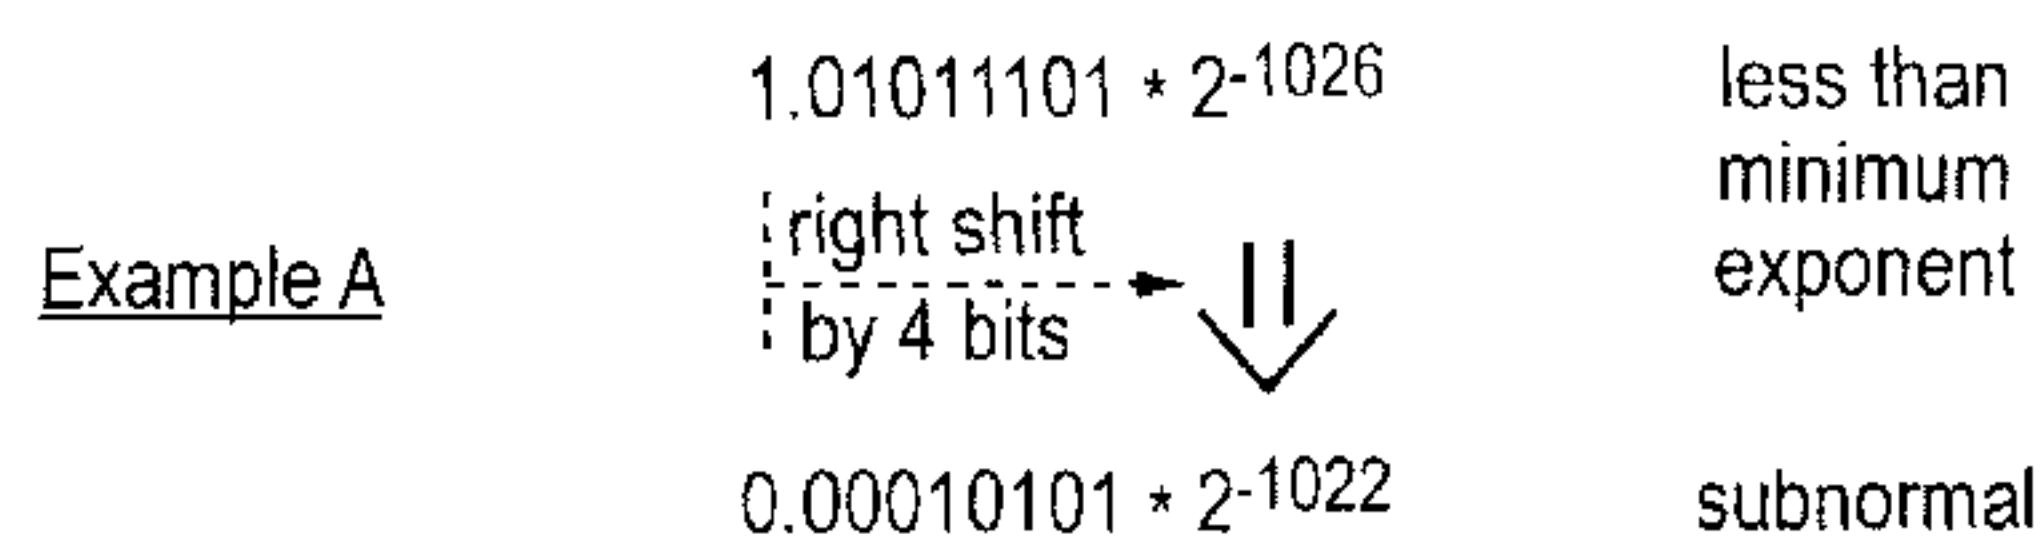 1.01011101 * 2-1026
less than
minimum
exponent
Example A
right shift
by 4 bits
0.00010101 * 2-1022
subnormal